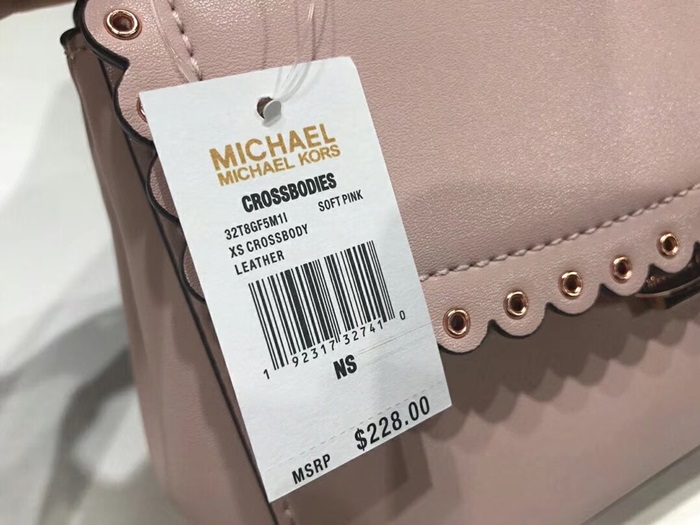 MICHAEL
MICHAEL KORS
CROSSBODIES
32T8GF5M1I SOFT PINK
XS CROSSBODY
LEATHER
1 92317 32741 0
NS
MSRP $228.00